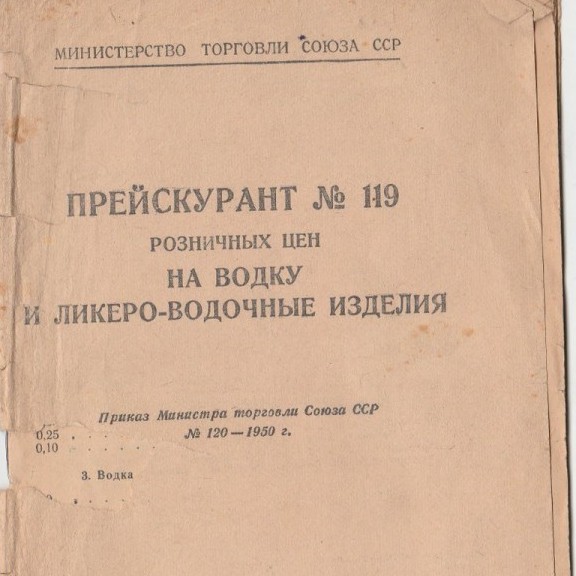 МИНИСТЕРСТВО ТОРГОВЛИ СОЮЗА ССР
ПРЕЙСКУРАНТ № 119
РОЗНИЧНЫХ ЦЕН
НА ВОДКУ
И ЛИКЕРО-ВОДОЧНЫЕ ИЗДЕЛИЯ
Приказ Министра торговли Союза ССР
№ 120—1950 г.
0,25 . . . . .
0,10 . . . . . . .
3. Водка